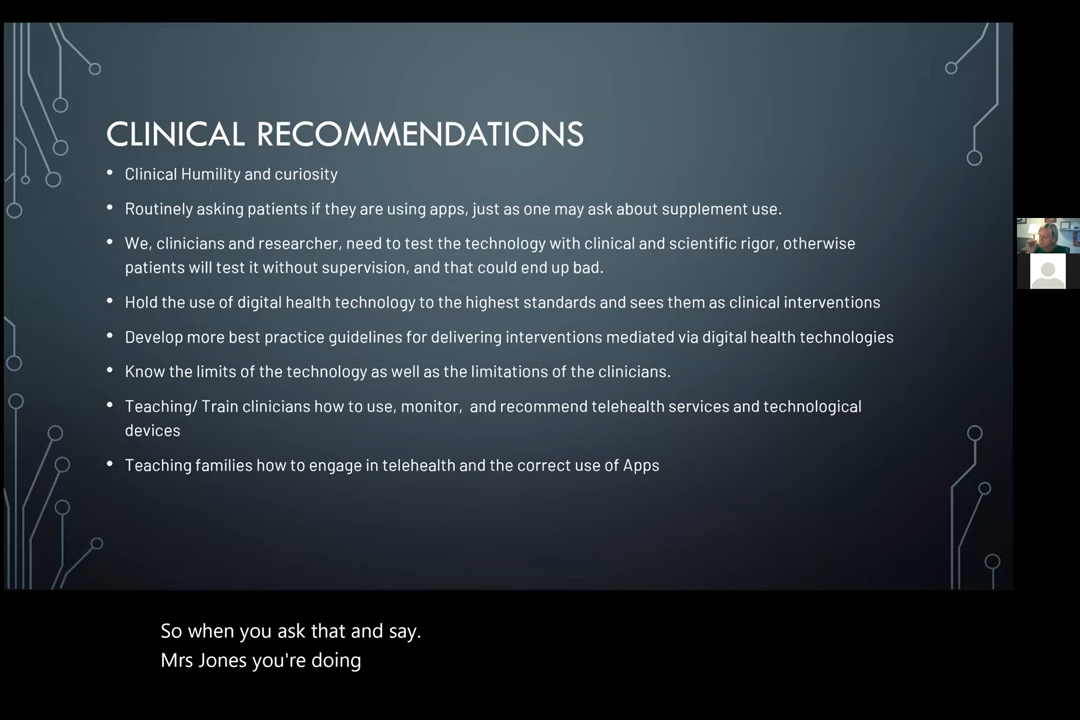 CLINICAL RECOMMENDATIONS
• Clinical Humility and curiosity
• Routinely asking patients if they are using apps, just as one may ask about supplement use.
• We, clinicians and researcher, need to test the technology with clinical and scientific rigor, otherwise
patients will test it without supervision, and that could end up bad.
• Hold the use of digital health technology to the highest standards and sees them as clinical interventions
• Develop more best practice guidelines for delivering interventions mediated via digital health technologies
• Know the limits of the technology as well as the limitations of the clinicians.
• Teaching/ Train clinicians how to use, monitor, and recommend telehealth services and technological
devices
• Teaching families how to engage in telehealth and the correct use of Apps
So when you ask that and say.
Mrs Jones you're doing